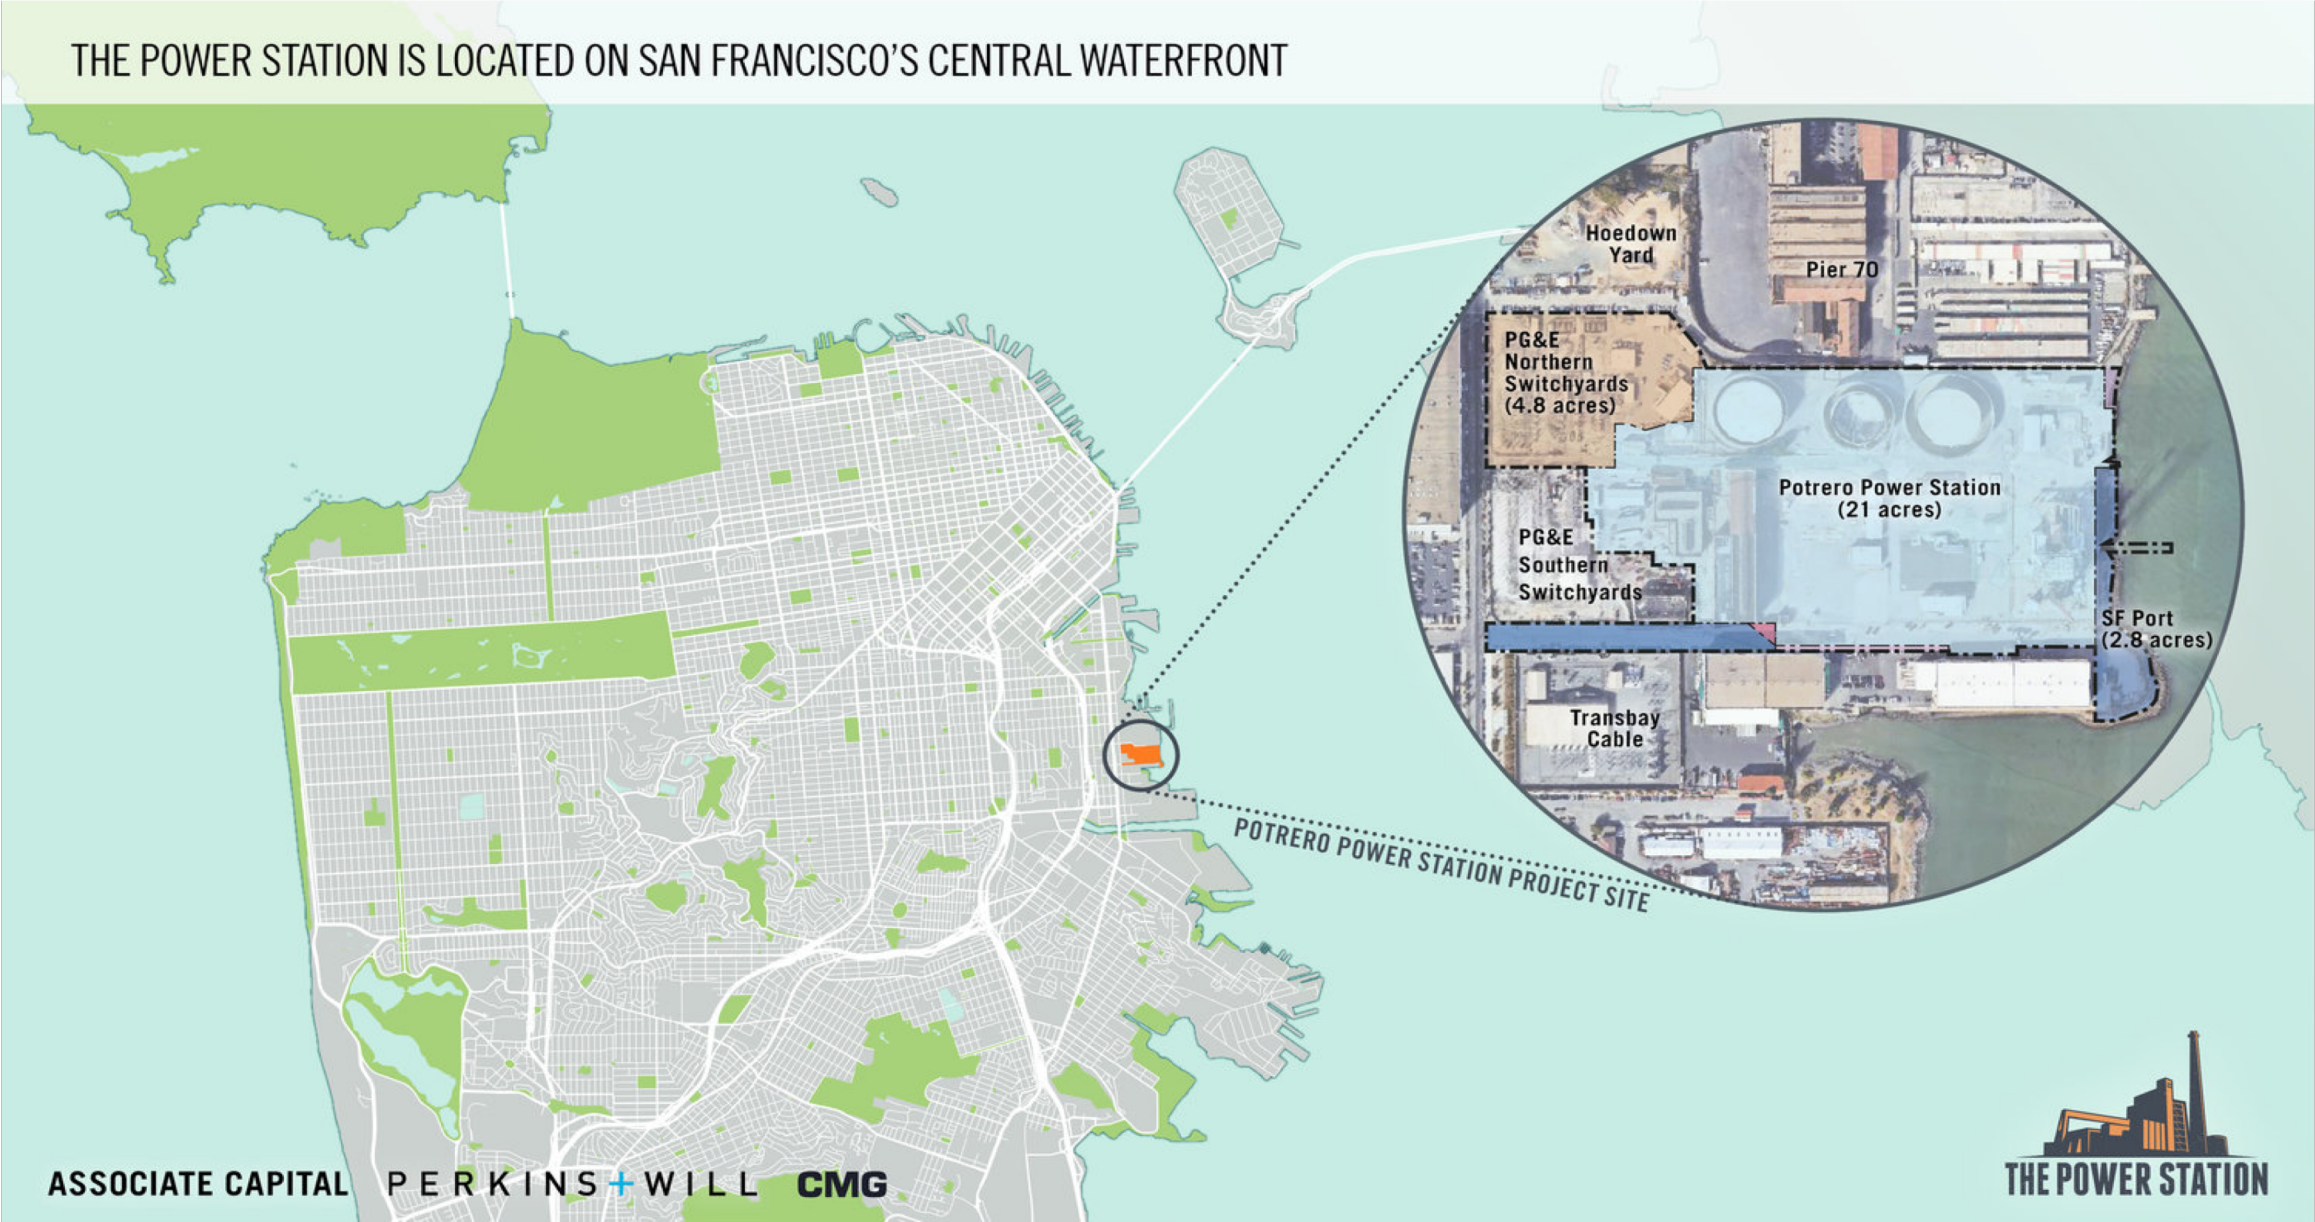 THE POWER STATION IS LOCATED ON SAN FRANCISCO'S CENTRAL WATERFRONT
Hoedown
Yard
Pier 70
PG&E
Northern
Switchyards
(4.8 acres)
Potrero Power Station
(21 acres)
PG&E
Southern
Switchyards
SF Port
(2.8 acres)
Transbay
Cable
POTRERO POWER STATION PROJECT SITE
ASSOCIATE CAPITAL
PERKINS+WILL
CMG
THE POWER STATION